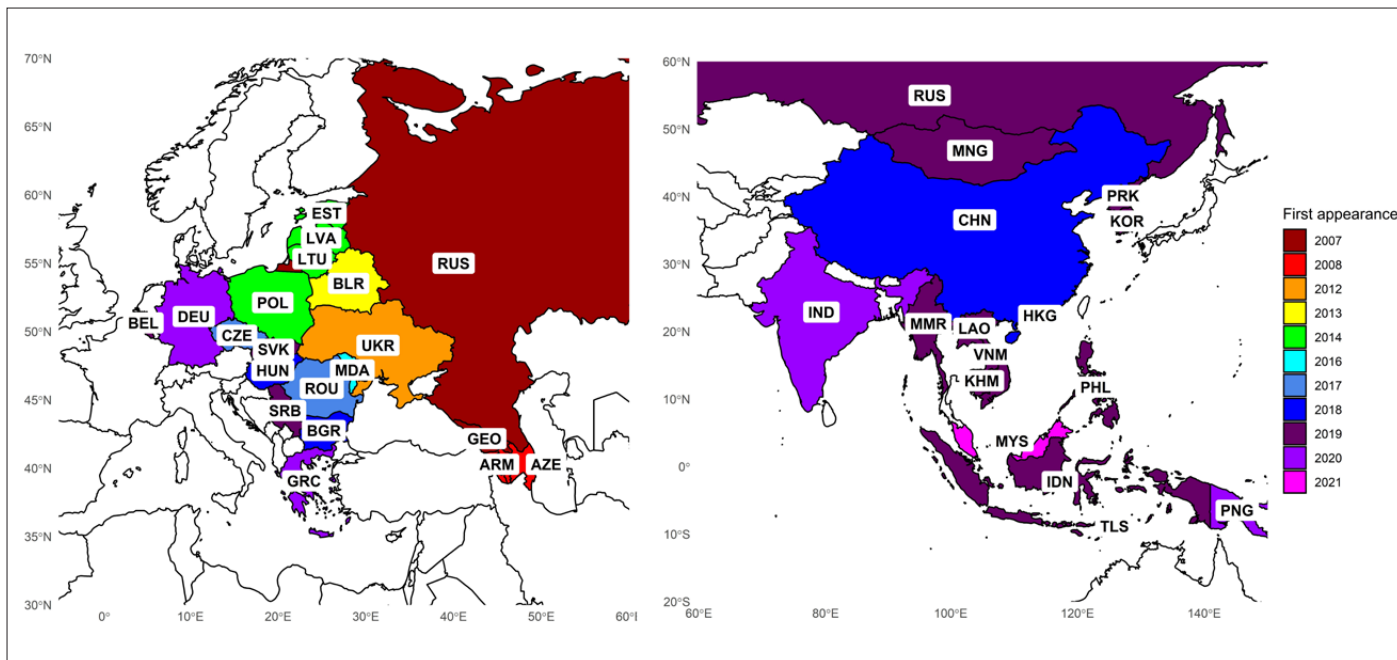 70°N
65°N
60°N
55°N
50°N
45°N
40°N
35°N
30°N
0°
10°E
20°E
30°E
40°E
50°E
60°E
EST
LVA
LTU
BLR
RUS
POL
DEU
BEL
CZE
SVK
HUN
UKR
MDA
ROU
SRB
BGR
GEO
ARM
AZE
GRC
60°N
50°N
40°N
30°N
20°N
10°N
0°
10°S
20°S
60°E
80°E
100°E
120°E
140°E
RUS
MNG
PRK
KOR
CHN
IND
HKG
MMR
LAO
VNM
KHM
PHL
MYS
IDN
PNG
TLS
First appearance
2007
2008
2012
2013
2014
2016
2017
2018
2019
2020
2021